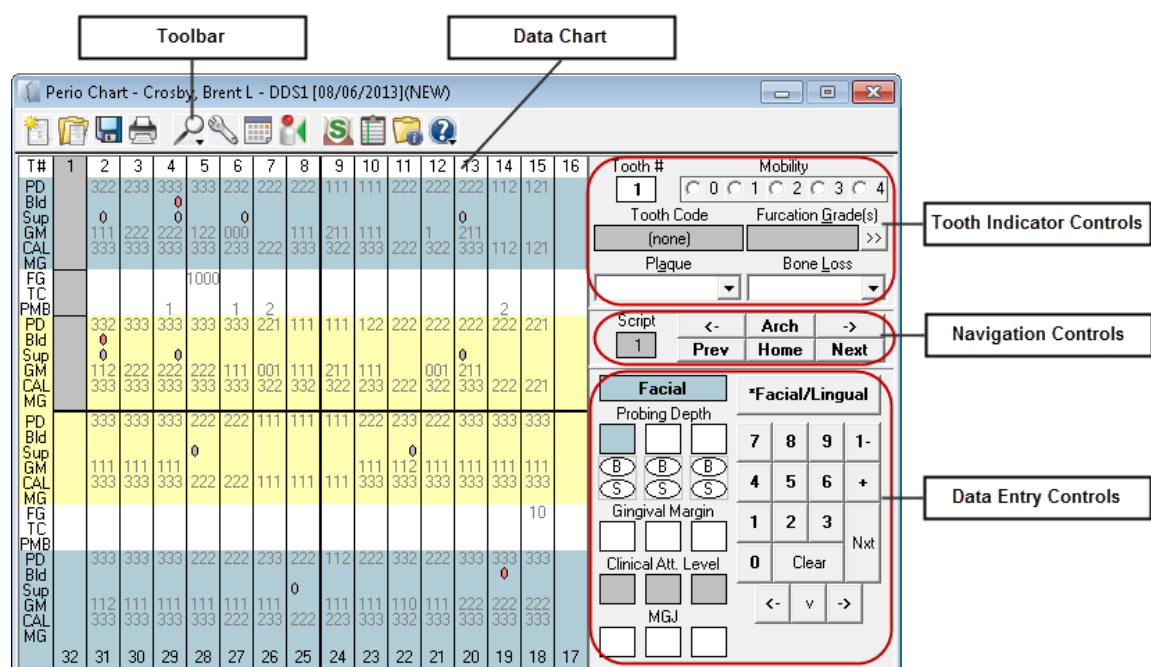 Toolbar
Data Chart
Perio Chart - Crosby, Brent L - DDS1 [08/06/2013](NEW)
T# 1 2 3 4 5 6 7 8 9 10 11 12 13 14 15 16
PD 322 233 333 333 232 222 222 111 111 222 222 222 112 121
Bld
Sup
GM 111 222 222 122 000 111 211 111 1 211
CAL 333 333 333 333 233 222 333 322 222 222 223 333 112 121
MG
FG 1000
TC
PMB 1 1 2 2
PD 332 333 333 333 333 221 111 111 122 222 222 222 222 221
Bld
Sup
GM 112 222 222 222 111 001 111 211 111 001 211
CAL 333 333 333 333 333 322 332 322 233 222 322 333 222 221
MG
PD 333 333 333 222 222 111 111 111 222 233 333 333 333 333
Bld
Sup
GM 111 111 111 111 112 111 111 111 111
CAL 333 333 333 222 222 111 111 111 333 333 333 333 333 333
MG
FG 10
TC
PMB
PD 333 333 333 222 222 233 222 112 222 332 222 333 333 333
Bld
Sup
GM 112 111 111 111 111 111 111 111 110 111 222 222 222
CAL 333 333 333 333 222 233 222 223 333 332 333 333 333 333
MG
32 31 30 29 28 27 26 25 24 23 22 21 20 19 18 17
Tooth # Mobility
1 0 1 2 3 4
Tooth Code Furcation Grade(s)
(none) >>
Plaque Bone Loss
Tooth Indicator Controls
Script <- Arch ->
1 Prev Home Next
Navigation Controls
Facial *Facial/Lingual
Probing Depth
7 8 9 1-
B B B
S S S
4 5 6 +
Gingival Margin
1 2 3 Nxt
0 Clear
Clinical Att. Level
<- v ->
MGJ
Data Entry Controls